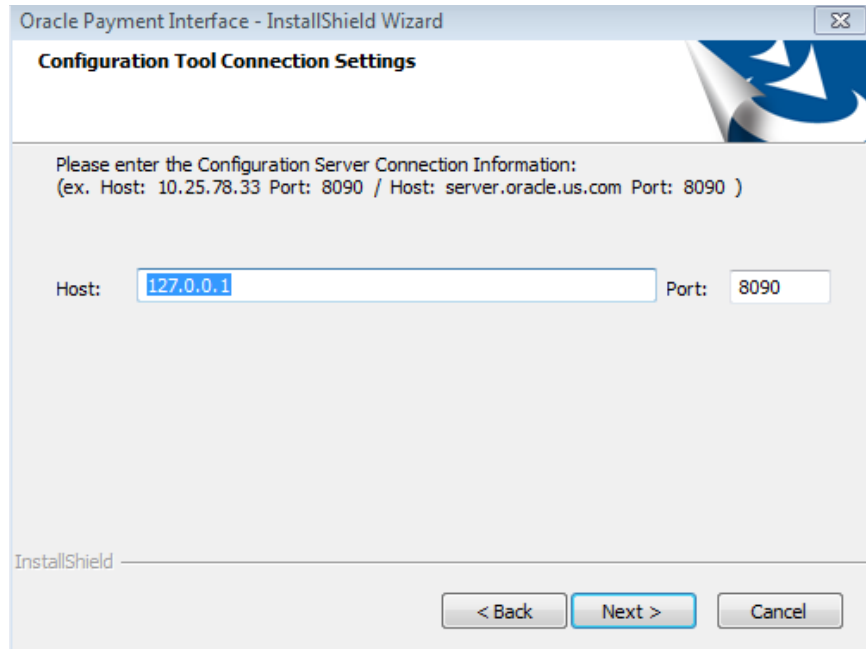 Oracle Payment Interface - InstallShield Wizard
Configuration Tool Connection Settings
Please enter the Configuration Server Connection Information:
(ex. Host: 10.25.78.33 Port: 8090 / Host: server.oracle.us.com Port: 8090 )
Host: 127.0.0.1 Port: 8090
InstallShield
< Back Next > Cancel